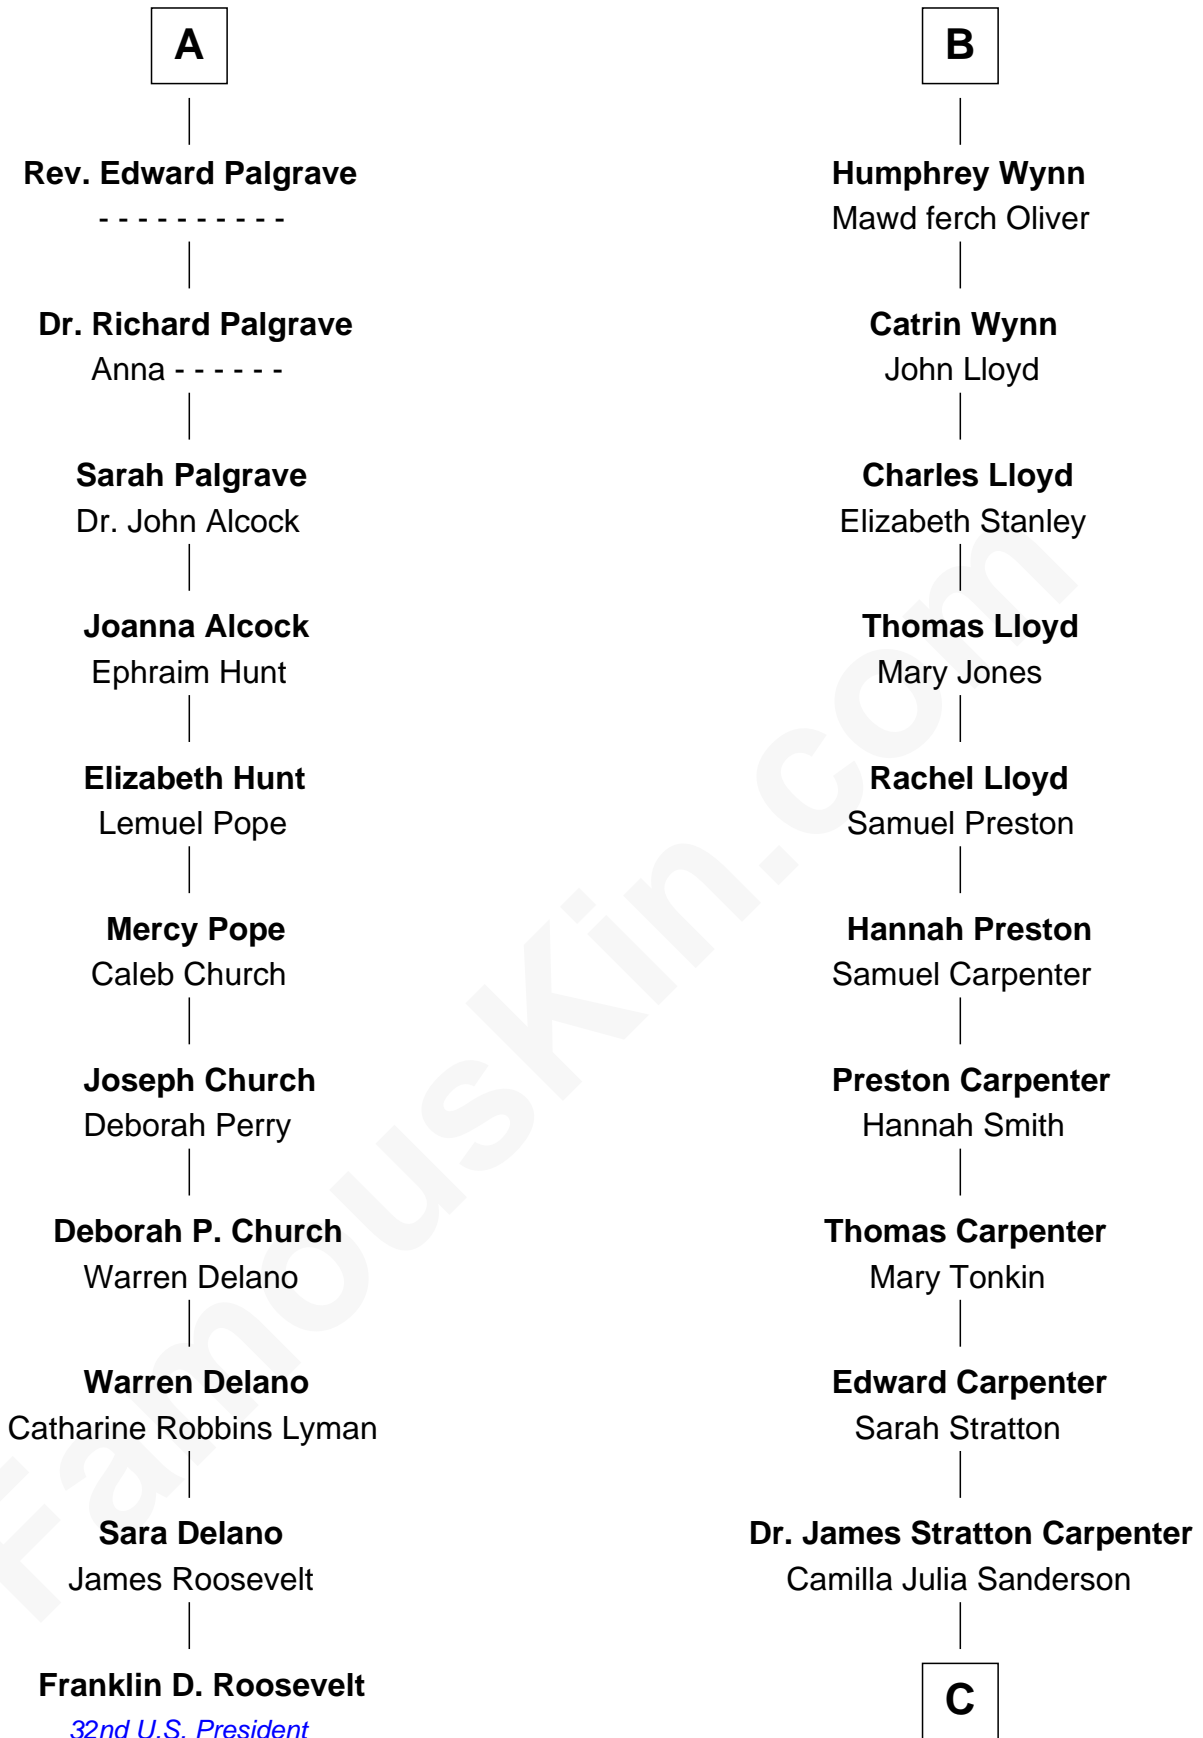 A
Rev. Edward Palgrave
- - - - - - - - - -
Dr. Richard Palgrave
Anna - - - - - -
Sarah Palgrave
Dr. John Alcock
Joanna Alcock
Ephraim Hunt
Elizabeth Hunt
Lemuel Pope
Mercy Pope
Caleb Church
Joseph Church
Deborah Perry
Deborah P. Church
Warren Delano
Warren Delano
Catharine Robbins Lyman
Sara Delano
James Roosevelt
Franklin D. Roosevelt
32nd U.S. President
B
Humphrey Wynn
Mawd ferch Oliver
Catrin Wynn
John Lloyd
Charles Lloyd
Elizabeth Stanley
Thomas Lloyd
Mary Jones
Rachel Lloyd
Samuel Preston
Hannah Preston
Samuel Carpenter
Preston Carpenter
Hannah Smith
Thomas Carpenter
Mary Tonkin
Edward Carpenter
Sarah Stratton
Dr. James Stratton Carpenter
Camilla Julia Sanderson
C
FamousKin.com